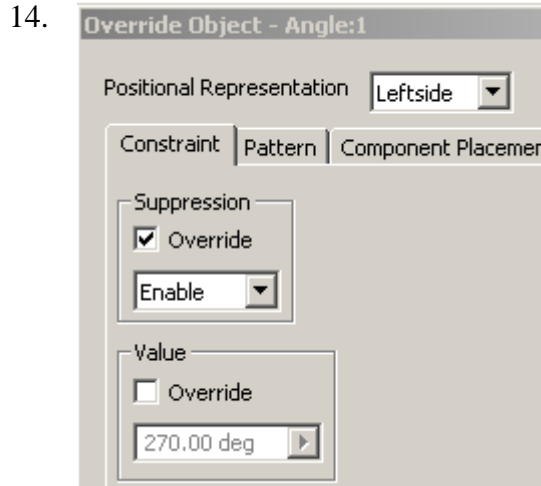 14.
Override Object - Angle:1
Positional Representation Leftside
Constraint Pattern Component Placemen
Suppression
Override
Enable
Value
Override
270.00 deg